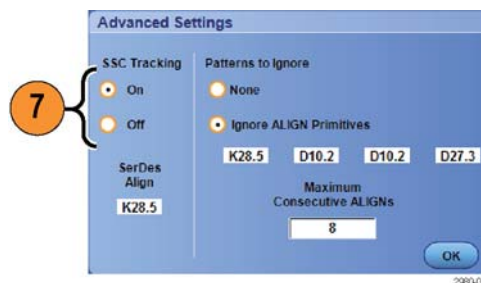 Advanced Settings
SSC Tracking
On
Off
SerDes
Align
K28.5
Patterns to Ignore
None
Ignore ALIGN Primitives
K28.5 D10.2 D10.2 D27.3
Maximum
Consecutive ALIGNs
8
OK
7